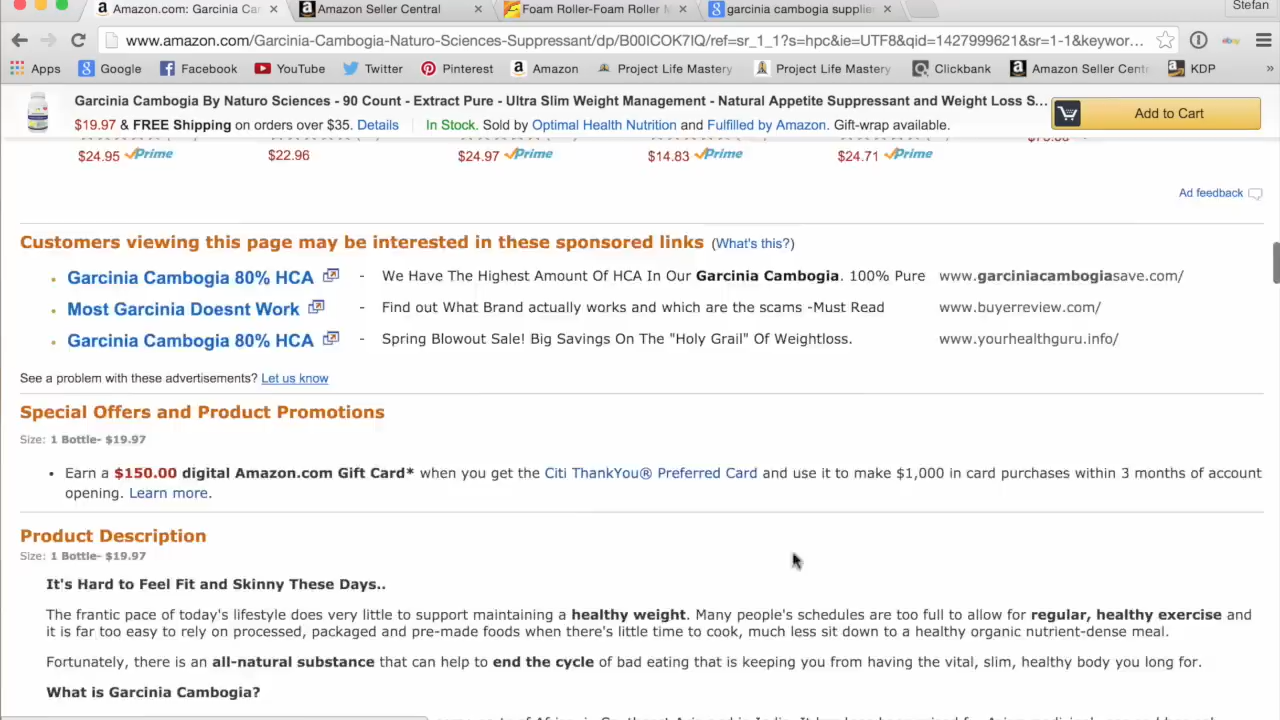 Amazon.com: Garcinia Ca
Amazon Seller Central
Foam Roller-Foam Roller M
garcinia cambogia supplie
Stefan
www.amazon.com/Garcinia-Cambogia-Naturo-Sciences-Suppressant/dp/B00ICOK7IQ/ref=sr_1_1?s=hpc&ie=UTF8&qid=1427999621&sr=1-1&keywor...
Apps Google Facebook YouTube Twitter Pinterest Amazon Project Life Mastery Project Life Mastery Clickbank Amazon Seller Centr KDP »
Garcinia Cambogia By Naturo Sciences - 90 Count - Extract Pure - Ultra Slim Weight Management - Natural Appetite Suppressant and Weight Loss S...
$19.97 & FREE Shipping on orders over $35. Details In Stock. Sold by Optimal Health Nutrition and Fulfilled by Amazon. Gift-wrap available.
Add to Cart
$24.95 Prime $22.96 $24.97 Prime $14.83 Prime $24.71 Prime
Ad feedback
Customers viewing this page may be interested in these sponsored links (What's this?)
Garcinia Cambogia 80% HCA - We Have The Highest Amount Of HCA In Our Garcinia Cambogia. 100% Pure www.garciniacambogiasave.com/
Most Garcinia Doesnt Work - Find out What Brand actually works and which are the scams -Must Read www.buyerreview.com/
Garcinia Cambogia 80% HCA - Spring Blowout Sale! Big Savings On The "Holy Grail" Of Weightloss. www.yourhealthguru.info/
See a problem with these advertisements? Let us know
Special Offers and Product Promotions
Size: 1 Bottle- $19.97
• Earn a $150.00 digital Amazon.com Gift Card* when you get the Citi ThankYou® Preferred Card and use it to make $1,000 in card purchases within 3 months of account
opening. Learn more.
Product Description
Size: 1 Bottle- $19.97
It's Hard to Feel Fit and Skinny These Days..
The frantic pace of today's lifestyle does very little to support maintaining a healthy weight. Many people's schedules are too full to allow for regular, healthy exercise and
it is far too easy to rely on processed, packaged and pre-made foods when there's little time to cook, much less sit down to a healthy organic nutrient-dense meal.
Fortunately, there is an all-natural substance that can help to end the cycle of bad eating that is keeping you from having the vital, slim, healthy body you long for.
What is Garcinia Cambogia?